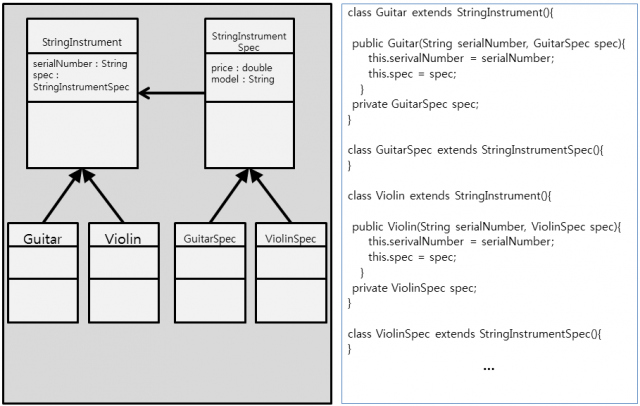 StringInstrument
serialNumber : String
spec :
StringInstrumentSpec
StringInstrument
Spec
price : double
model : String
Guitar
Violin
GuitarSpec
ViolinSpec
class Guitar extends StringInstrument(){
public Guitar(String serialNumber, GuitarSpec spec){
this.serivalNumber = serialNumber;
this.spec = spec;
}
private GuitarSpec spec;
}
class GuitarSpec extends StringInstrumentSpec(){
}
class Violin extends StringInstrument(){
public Violin(String serialNumber, ViolinSpec spec){
this.serivalNumber = serialNumber;
this.spec = spec;
}
private ViolinSpec spec;
}
class ViolinSpec extends StringInstrumentSpec(){
}
...